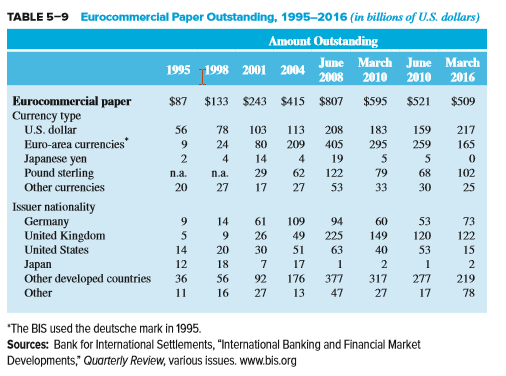 TABLE 5–9 Eurocommercial Paper Outstanding, 1995–2016 (in billions of U.S. dollars)
Amount Outstanding
1995 1998 2001 2004 June 2008 March 2010 June 2010 March 2016
Eurocommercial paper $87 $133 $243 $415 $807 $595 $521 $509
Currency type
U.S. dollar 56 78 103 113 208 183 159 217
Euro-area currencies* 9 24 80 209 405 295 259 165
Japanese yen 2 4 14 4 19 5 5 0
Pound sterling n.a. n.a. 29 62 122 79 68 102
Other currencies 20 27 17 27 53 33 30 25
Issuer nationality
Germany 9 14 61 109 94 60 53 73
United Kingdom 5 9 26 49 225 149 120 122
United States 14 20 30 51 63 40 53 15
Japan 12 18 7 17 1 2 1 2
Other developed countries 36 56 92 176 377 317 277 219
Other 11 16 27 13 47 27 17 78
*The BIS used the deutsche mark in 1995.
Sources: Bank for International Settlements, “International Banking and Financial Market
Developments,” Quarterly Review, various issues. www.bis.org